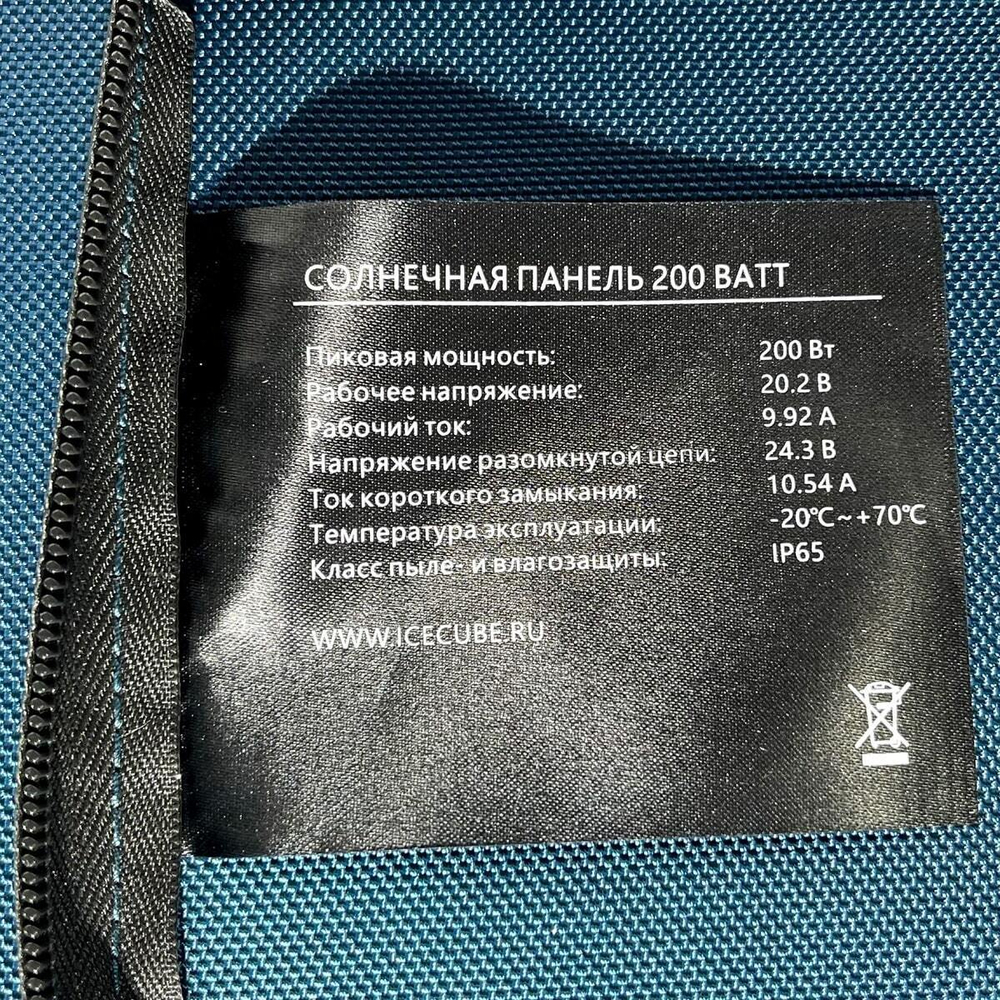 СОЛНЕЧНАЯ ПАНЕЛЬ 200 ВАТТ
Пиковая мощность: 200 Вт
Рабочее напряжение: 20.2 В
Рабочий ток: 9.92 А
Напряжение разомкнутой цепи: 24.3 В
Ток короткого замыкания: 10.54 А
Температура эксплуатации: -20℃~+70℃
Класс пыле- и влагозащиты: IP65
WWW.ICECUBE.RU